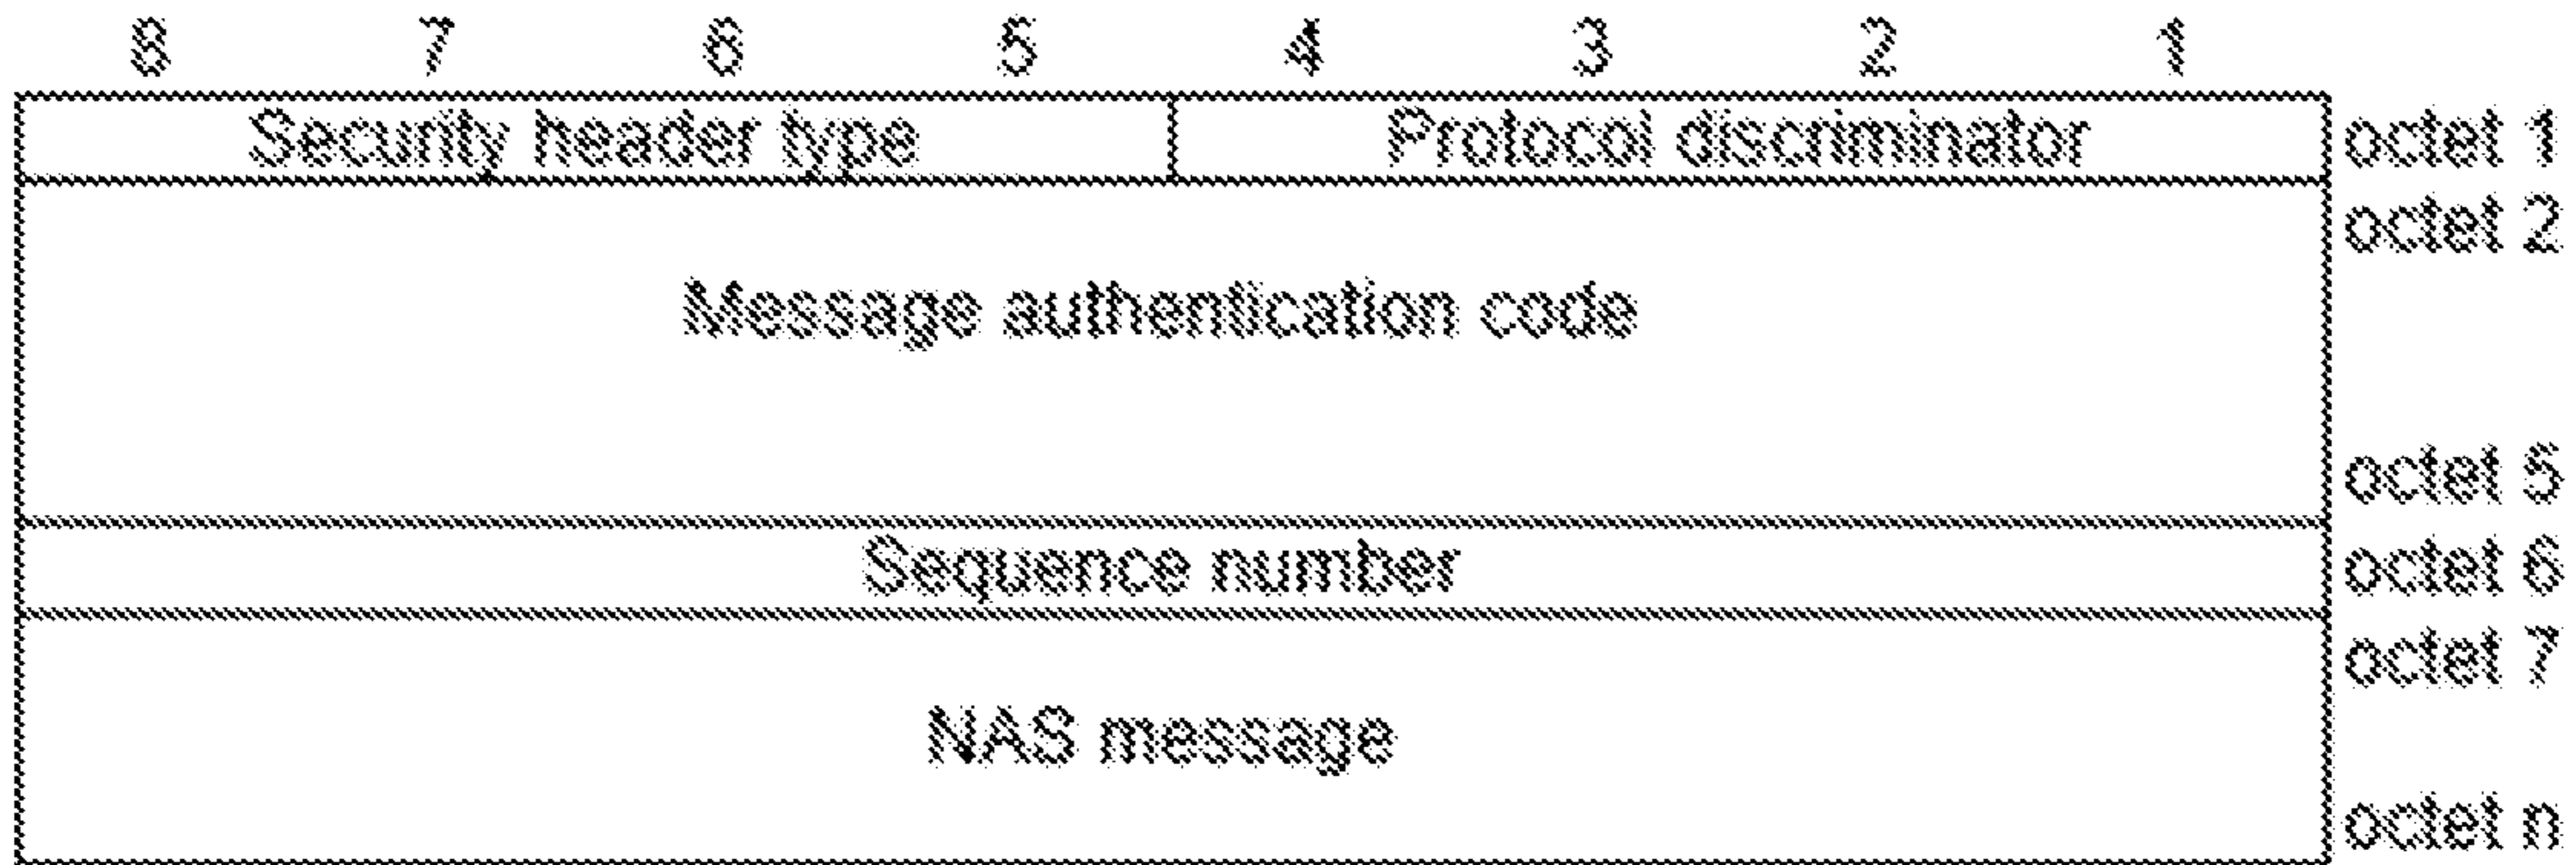 8 7 6 5 4 3 2 1
Security header type Protocol discriminator octet 1
octet 2
Message authentication code
octet 5
Sequence number octet 6
octet 7
NAS message
octet n